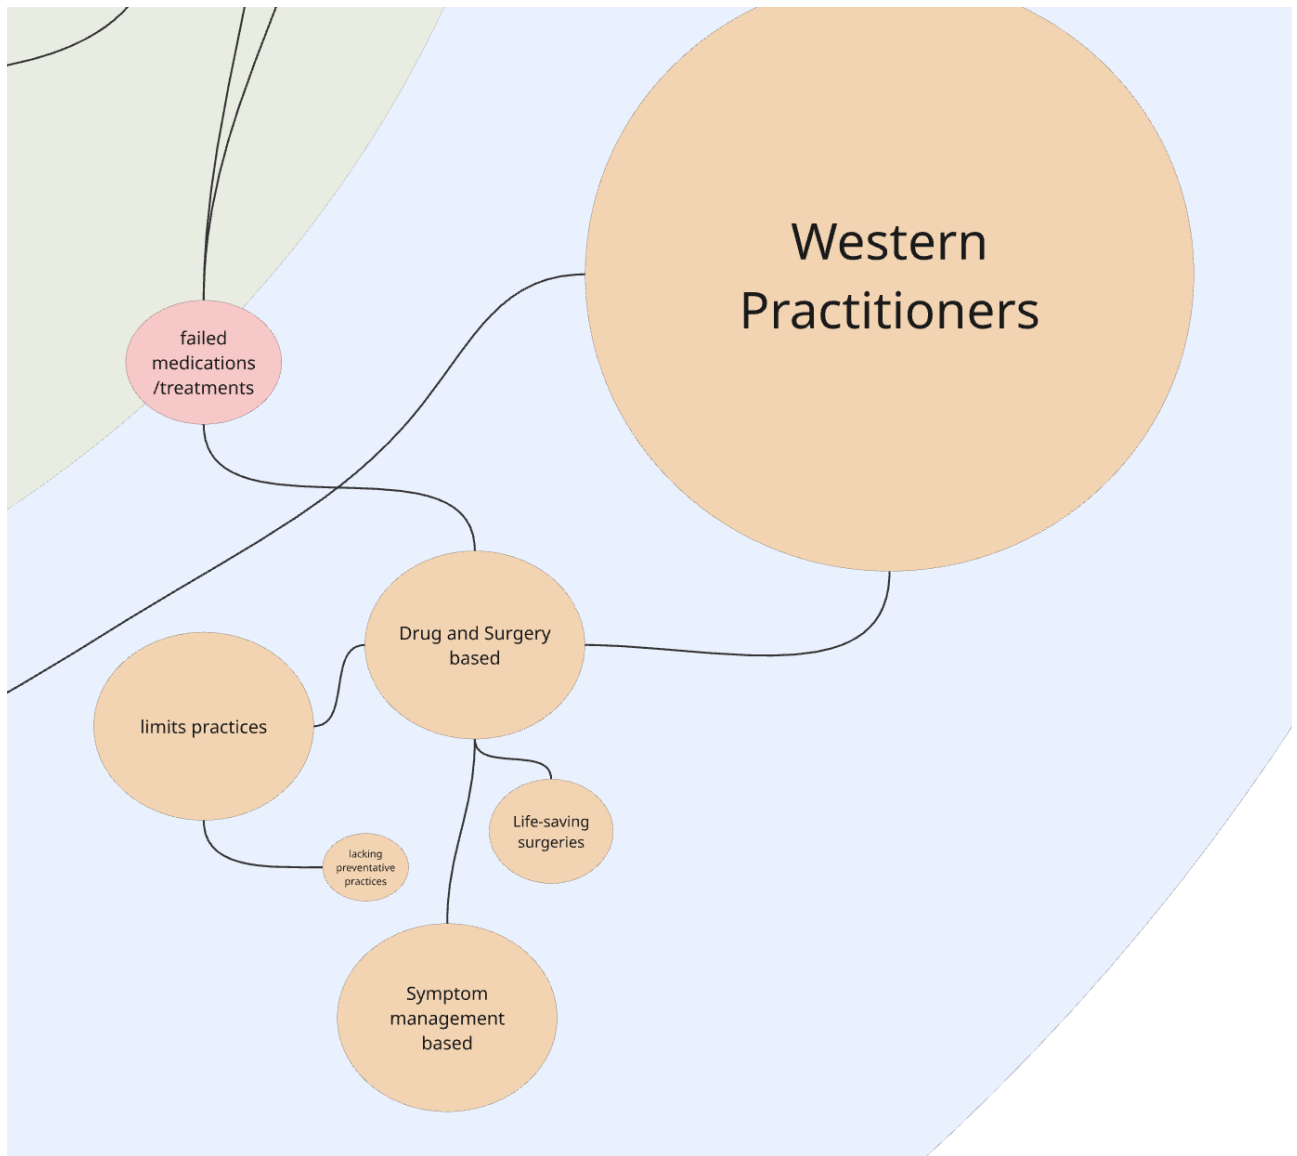 Western
Practitioners
failed
medications
/treatments
Drug and Surgery
based
limits practices
Life-saving
surgeries
lacking
preventative
practices
Symptom
management
based